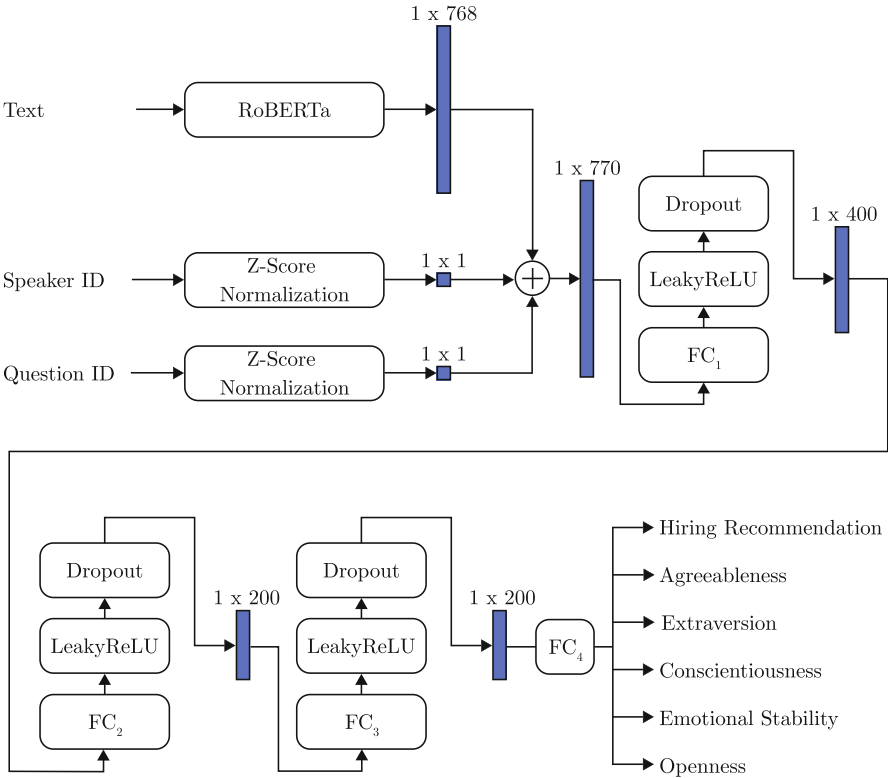 1 x 768
Text
RoBERTa
1 x 770
Dropout
1 x 400
Speaker ID
Z-Score
Normalization
1 x 1
+
LeakyReLU
Question ID
Z-Score
Normalization
1 x 1
FC₁
Dropout
1 x 200
LeakyReLU
FC₂
Dropout
1 x 200
LeakyReLU
FC₃
FC₄
Hiring Recommendation
Agreeableness
Extraversion
Conscientiousness
Emotional Stability
Openness